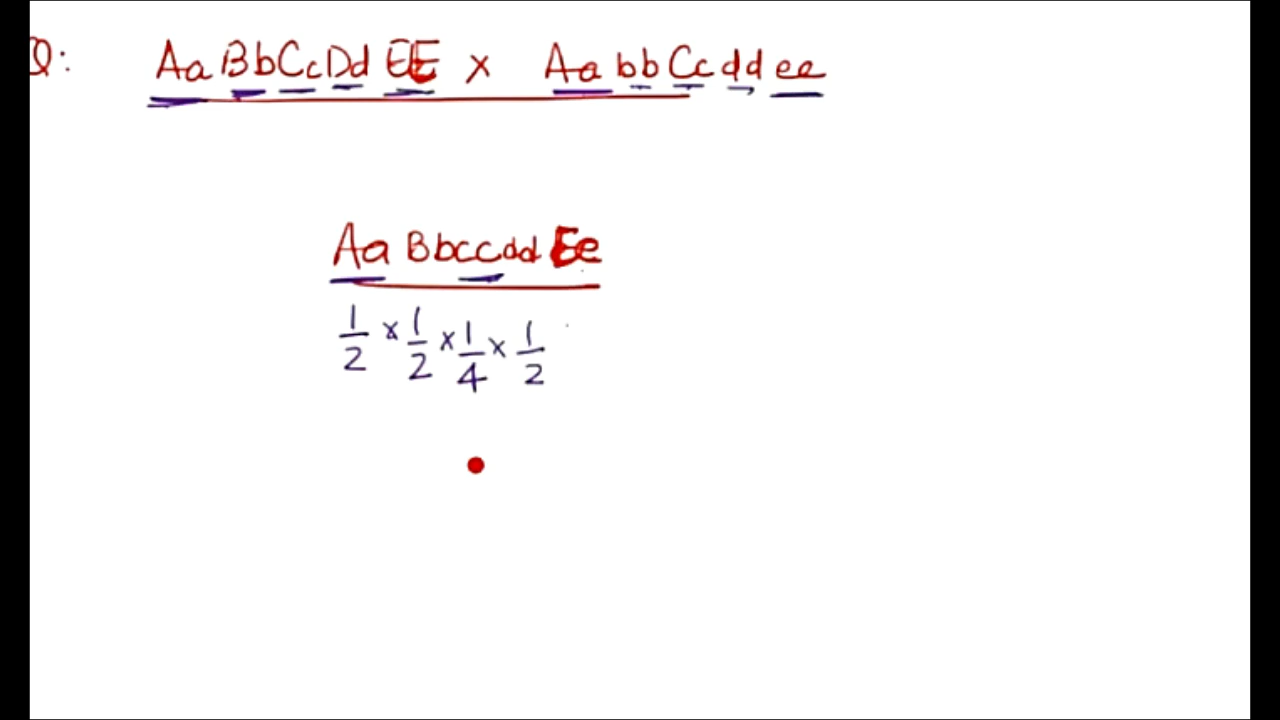 Q: AaBbCcDdEE x AabbCcddee
AaBbccddEe
1/2 x 1/2 x 1/4 x 1/2